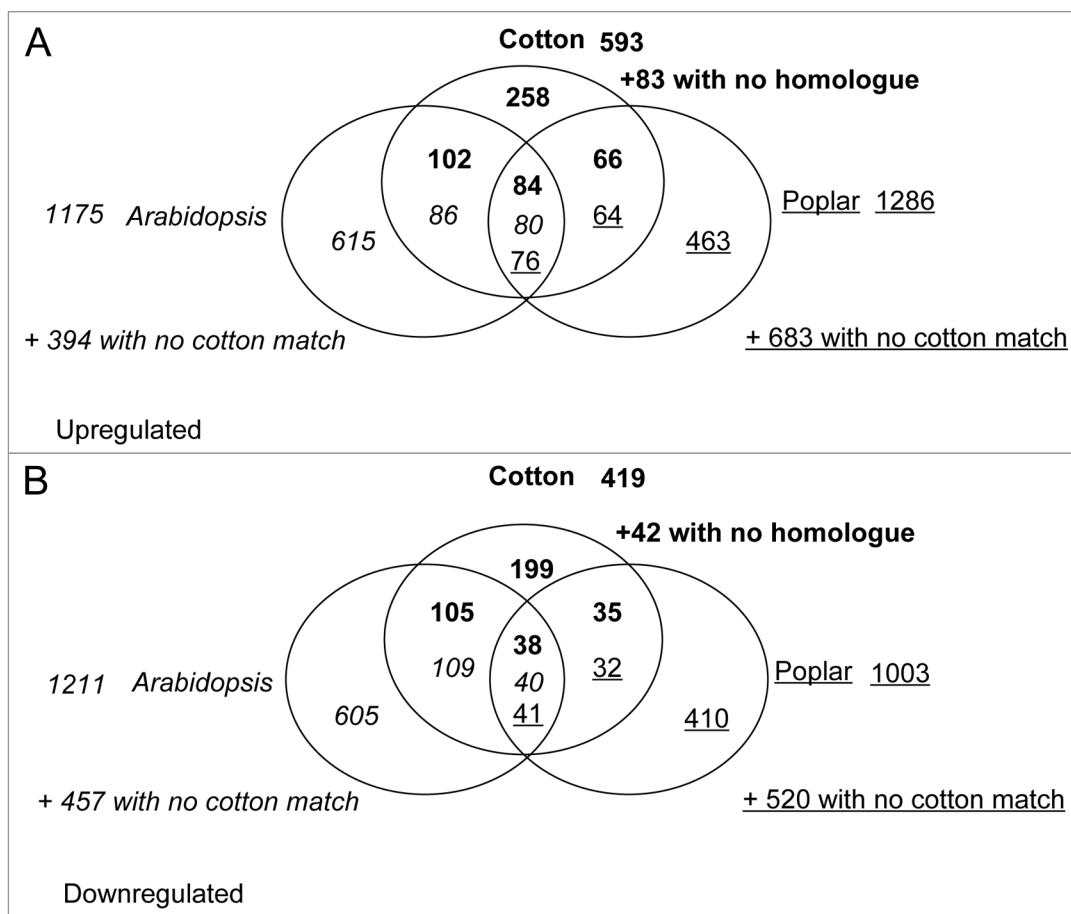 A
Cotton 593
+83 with no homologue
258
102
66
84
1175 Arabidopsis
86
80
64
Poplar 1286
615
76
463
+ 394 with no cotton match
+ 683 with no cotton match
Upregulated
B
Cotton 419
+42 with no homologue
199
105
35
38
1211 Arabidopsis
109
40
32
Poplar 1003
605
41
410
+ 457 with no cotton match
+ 520 with no cotton match
Downregulated